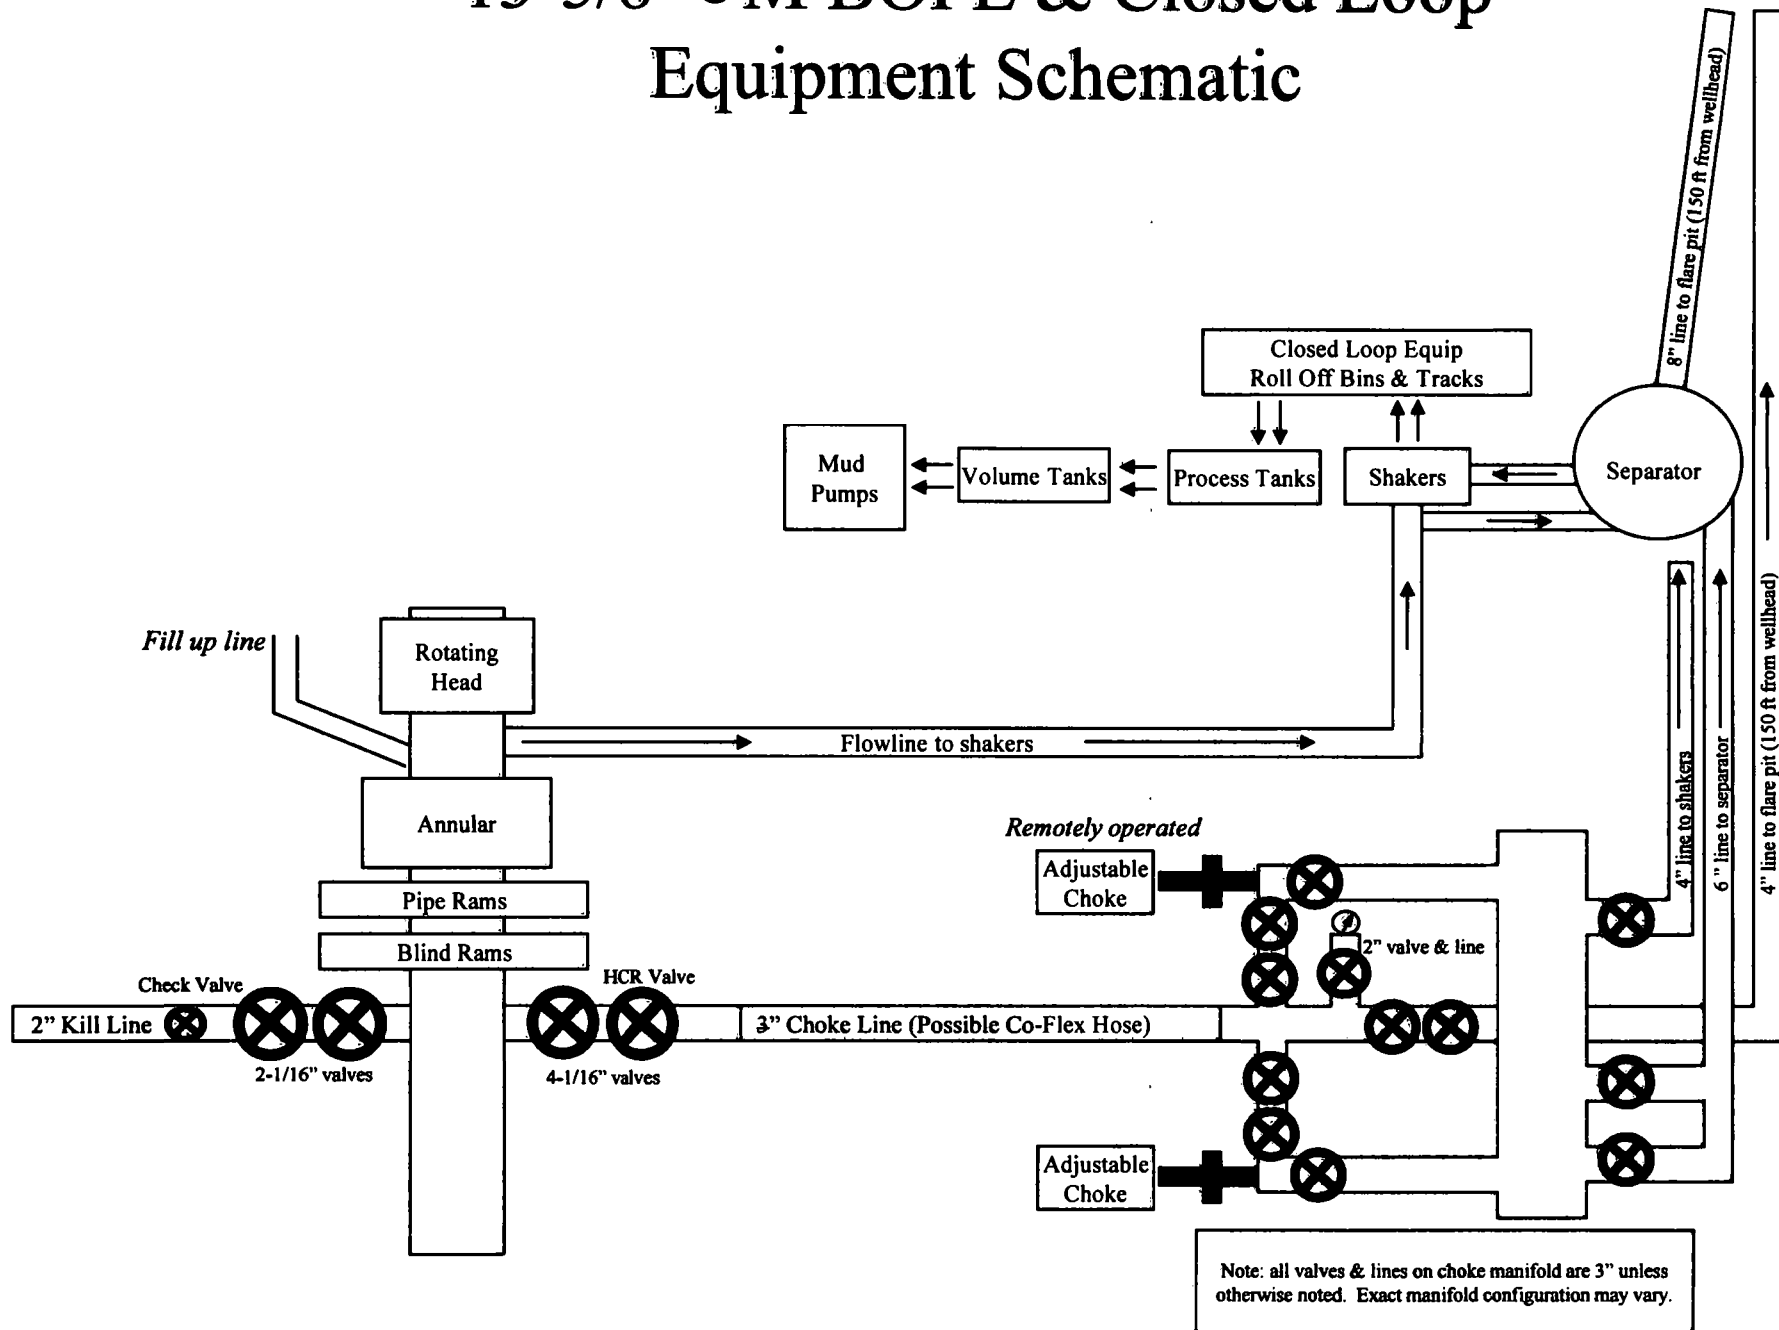 M BOPE & Closed Loop
Equipment Schematic
8” line to flare pit (150 ft from wellhead)
Closed Loop Equip
Roll Off Bins & Tracks
Mud
Pumps
Volume Tanks
Process Tanks
Shakers
Separator
Fill up line
Rotating
Head
Flowline to shakers
4” line to shakers
6 ” line to separator
4” line to flare pit (150 ft from wellhead)
Annular
Remotely operated
Adjustable
Choke
Pipe Rams
Blind Rams
2” valve & line
Check Valve
HCR Valve
2” Kill Line
3” Choke Line (Possible Co-Flex Hose)
2-1/16” valves
4-1/16” valves
Adjustable
Choke
Note: all valves & lines on choke manifold are 3” unless
otherwise noted. Exact manifold configuration may vary.